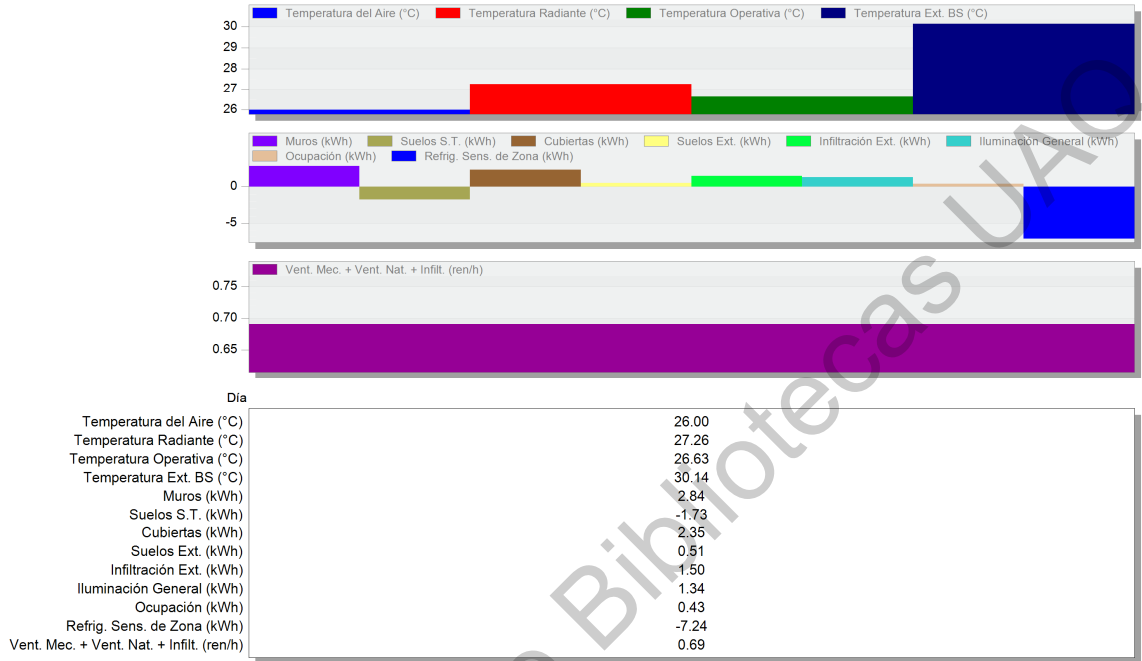 Temperatura del Aire (°C) Temperatura Radiante (°C) Temperatura Operativa (°C) Temperatura Ext. BS (°C)
30
29
28
27
26
Muros (kWh) Suelos S.T. (kWh) Cubiertas (kWh) Suelos Ext. (kWh) Infiltración Ext. (kWh) Iluminación General (kWh)
Ocupación (kWh) Refrig. Sens. de Zona (kWh)
0
-5
Vent. Mec. + Vent. Nat. + Infilt. (ren/h)
0.75
0.70
0.65
Día
Temperatura del Aire (°C) 26.00
Temperatura Radiante (°C) 27.26
Temperatura Operativa (°C) 26.63
Temperatura Ext. BS (°C) 30.14
Muros (kWh) 2.84
Suelos S.T. (kWh) -1.73
Cubiertas (kWh) 2.35
Suelos Ext. (kWh) 0.51
Infiltración Ext. (kWh) 1.50
Iluminación General (kWh) 1.34
Ocupación (kWh) 0.43
Refrig. Sens. de Zona (kWh) -7.24
Vent. Mec. + Vent. Nat. + Infilt. (ren/h) 0.69
Bibliotecas UAQ